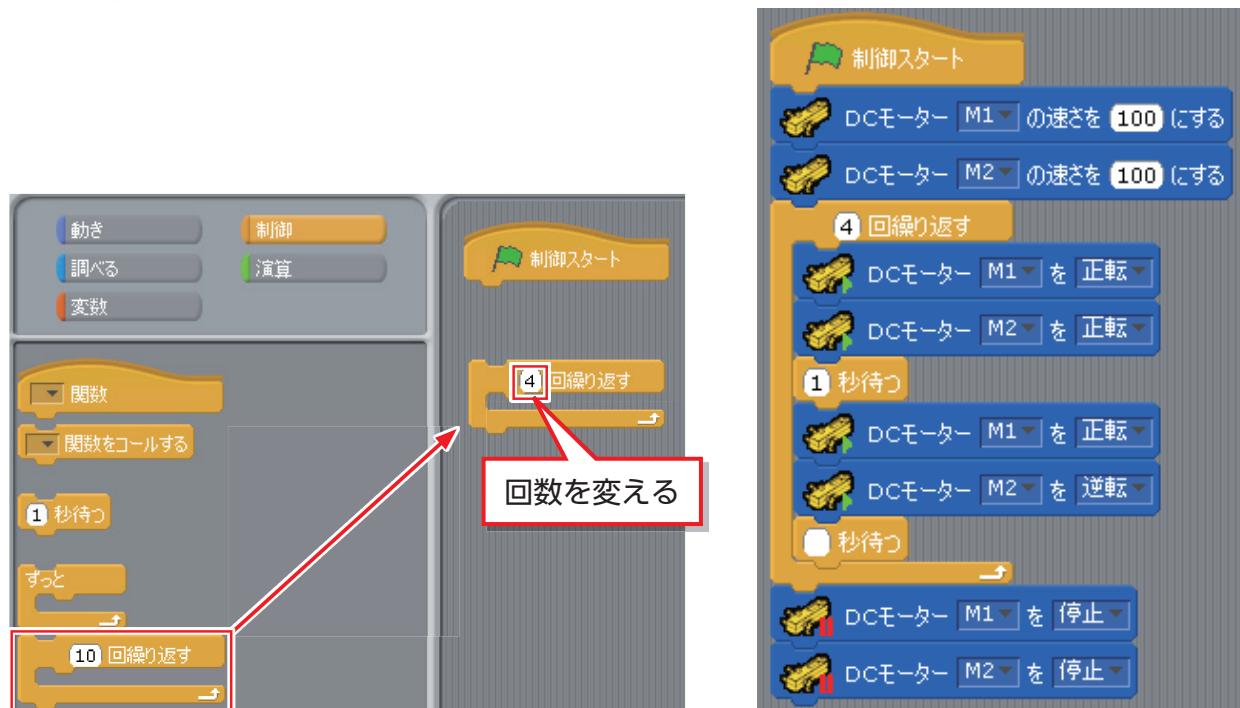 動き
制御
調べる
演算
変数
関数
関数をコールする
1 秒待つ
ずっと
10 回繰り返す
制御スタート
4 回繰り返す
回数を変える
制御スタート
DCモーター M1 の速さを 100 にする
DCモーター M2 の速さを 100 にする
4 回繰り返す
DCモーター M1 を 正転
DCモーター M2 を 正転
1 秒待つ
DCモーター M1 を 正転
DCモーター M2 を 逆転
秒待つ
DCモーター M1 を 停止
DCモーター M2 を 停止